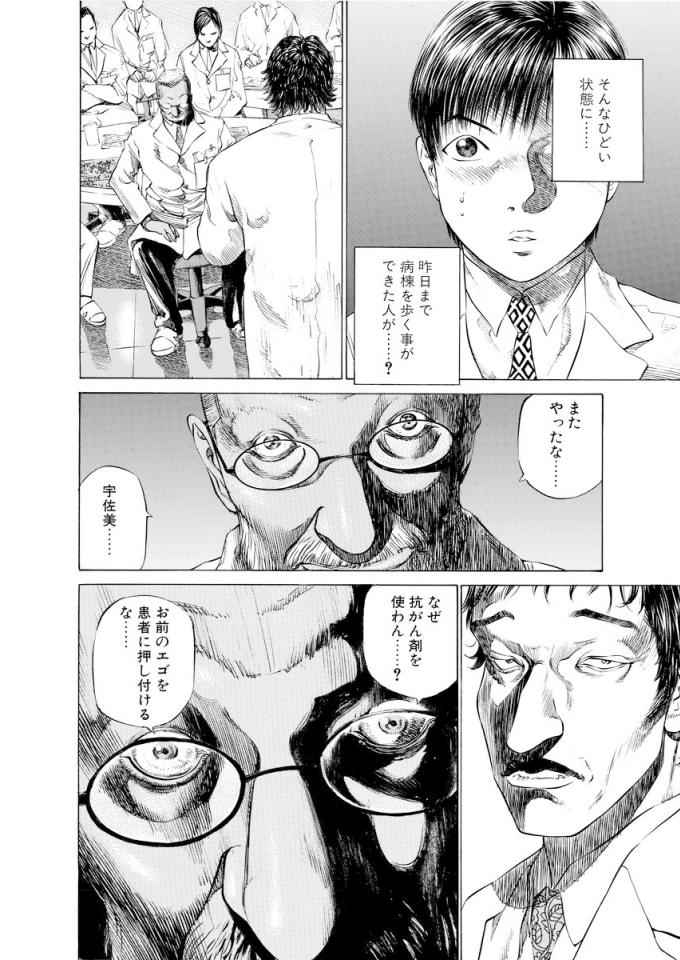 そんなひどい
状態に……
昨日まで
病棟を歩く事が
できた人が……?
また
やったな……
宇佐美……
なぜ
抗がん剤を
使わん……?
お前のエゴを
患者に押し付ける
な……